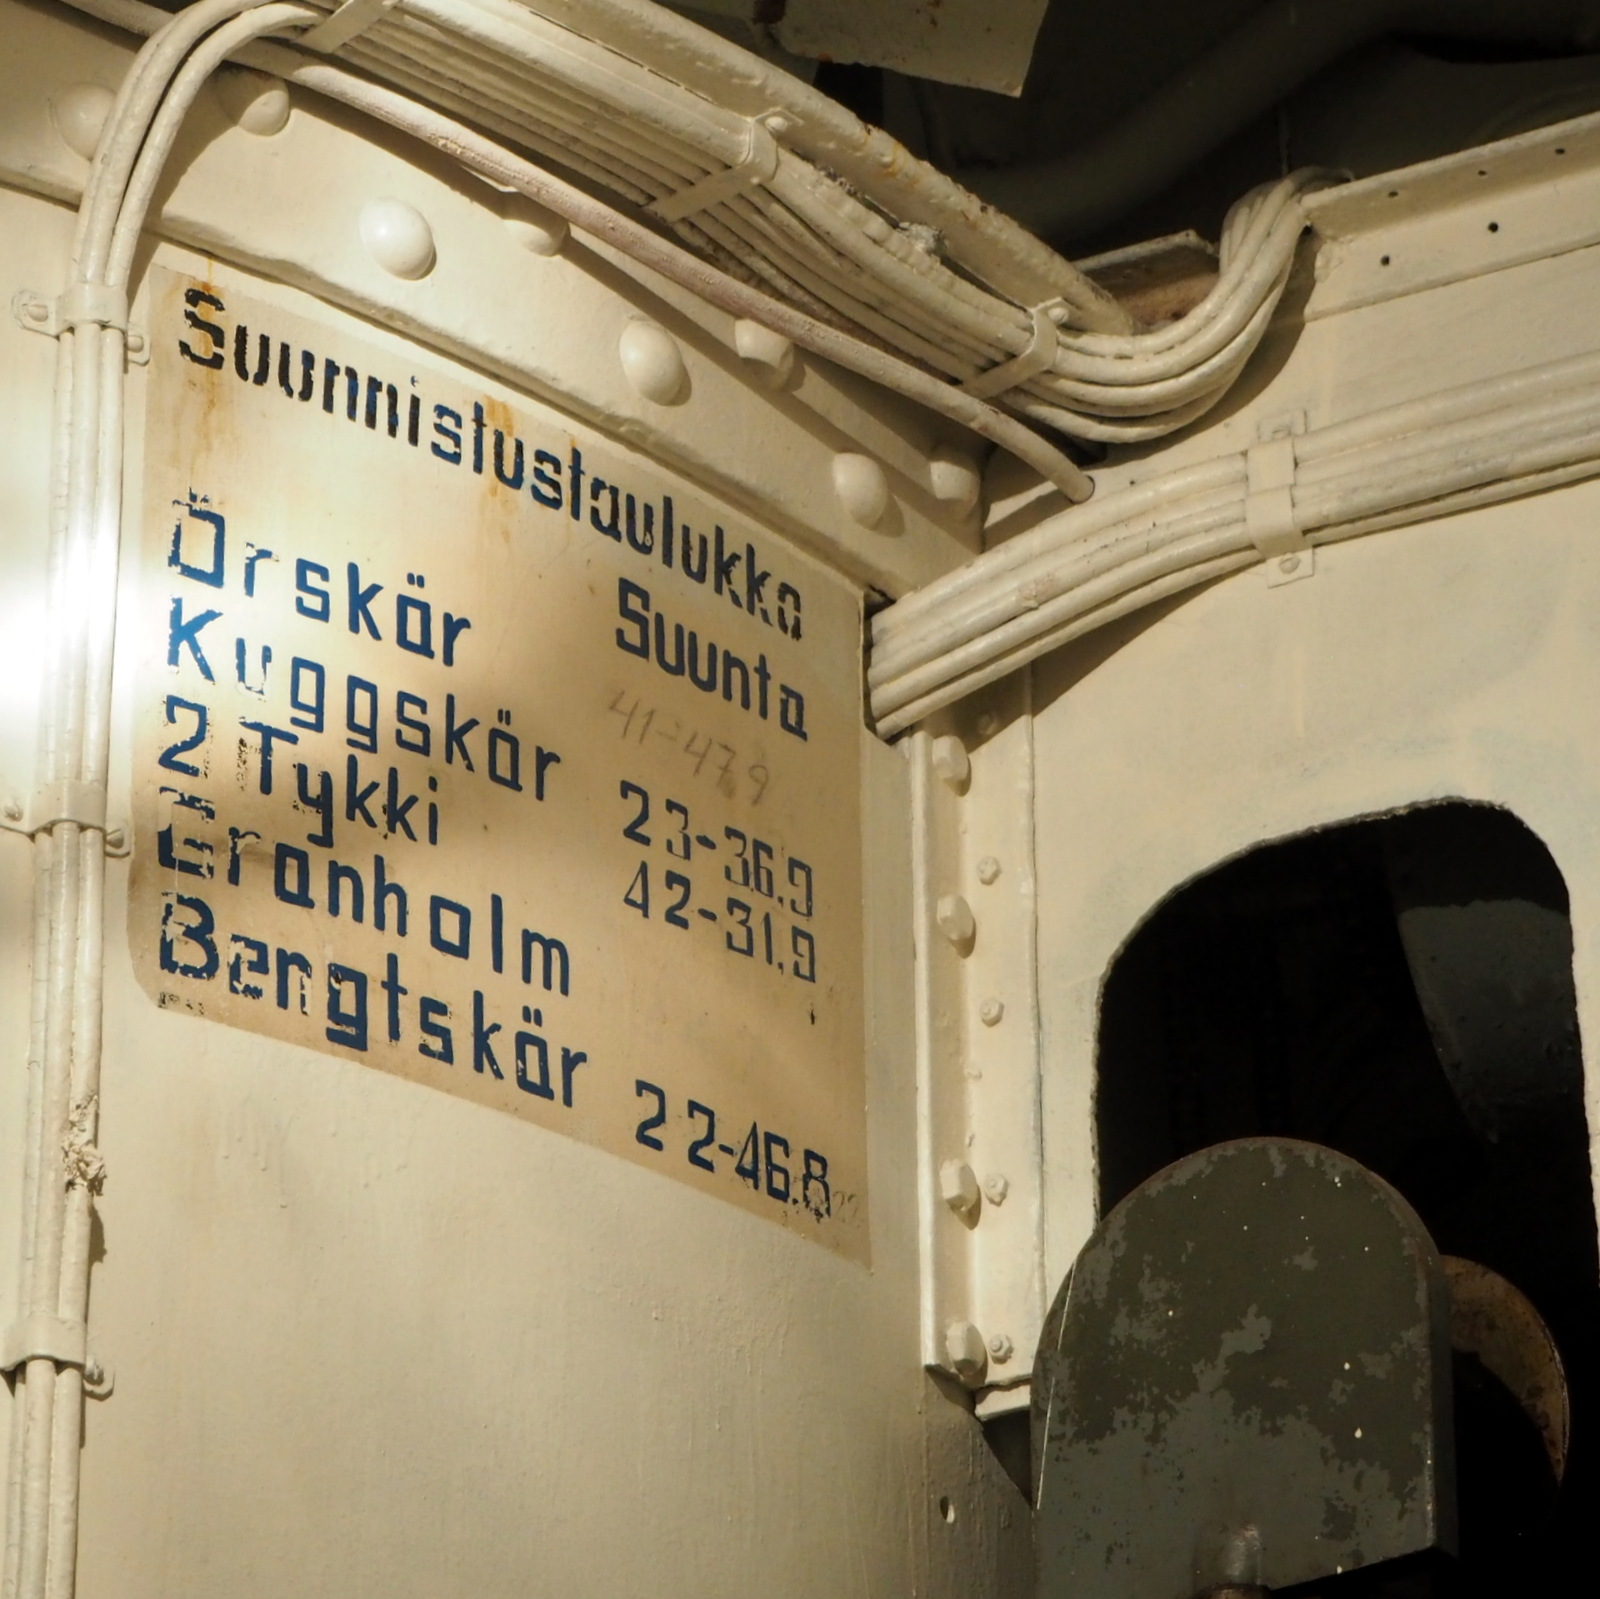 Suunnistustaulukko
Suunta
Örskär 41-47,9
Kuggskär 23-36.9
2 Tykki 42-31.9
Granholm
Bergtskär 22-46.8